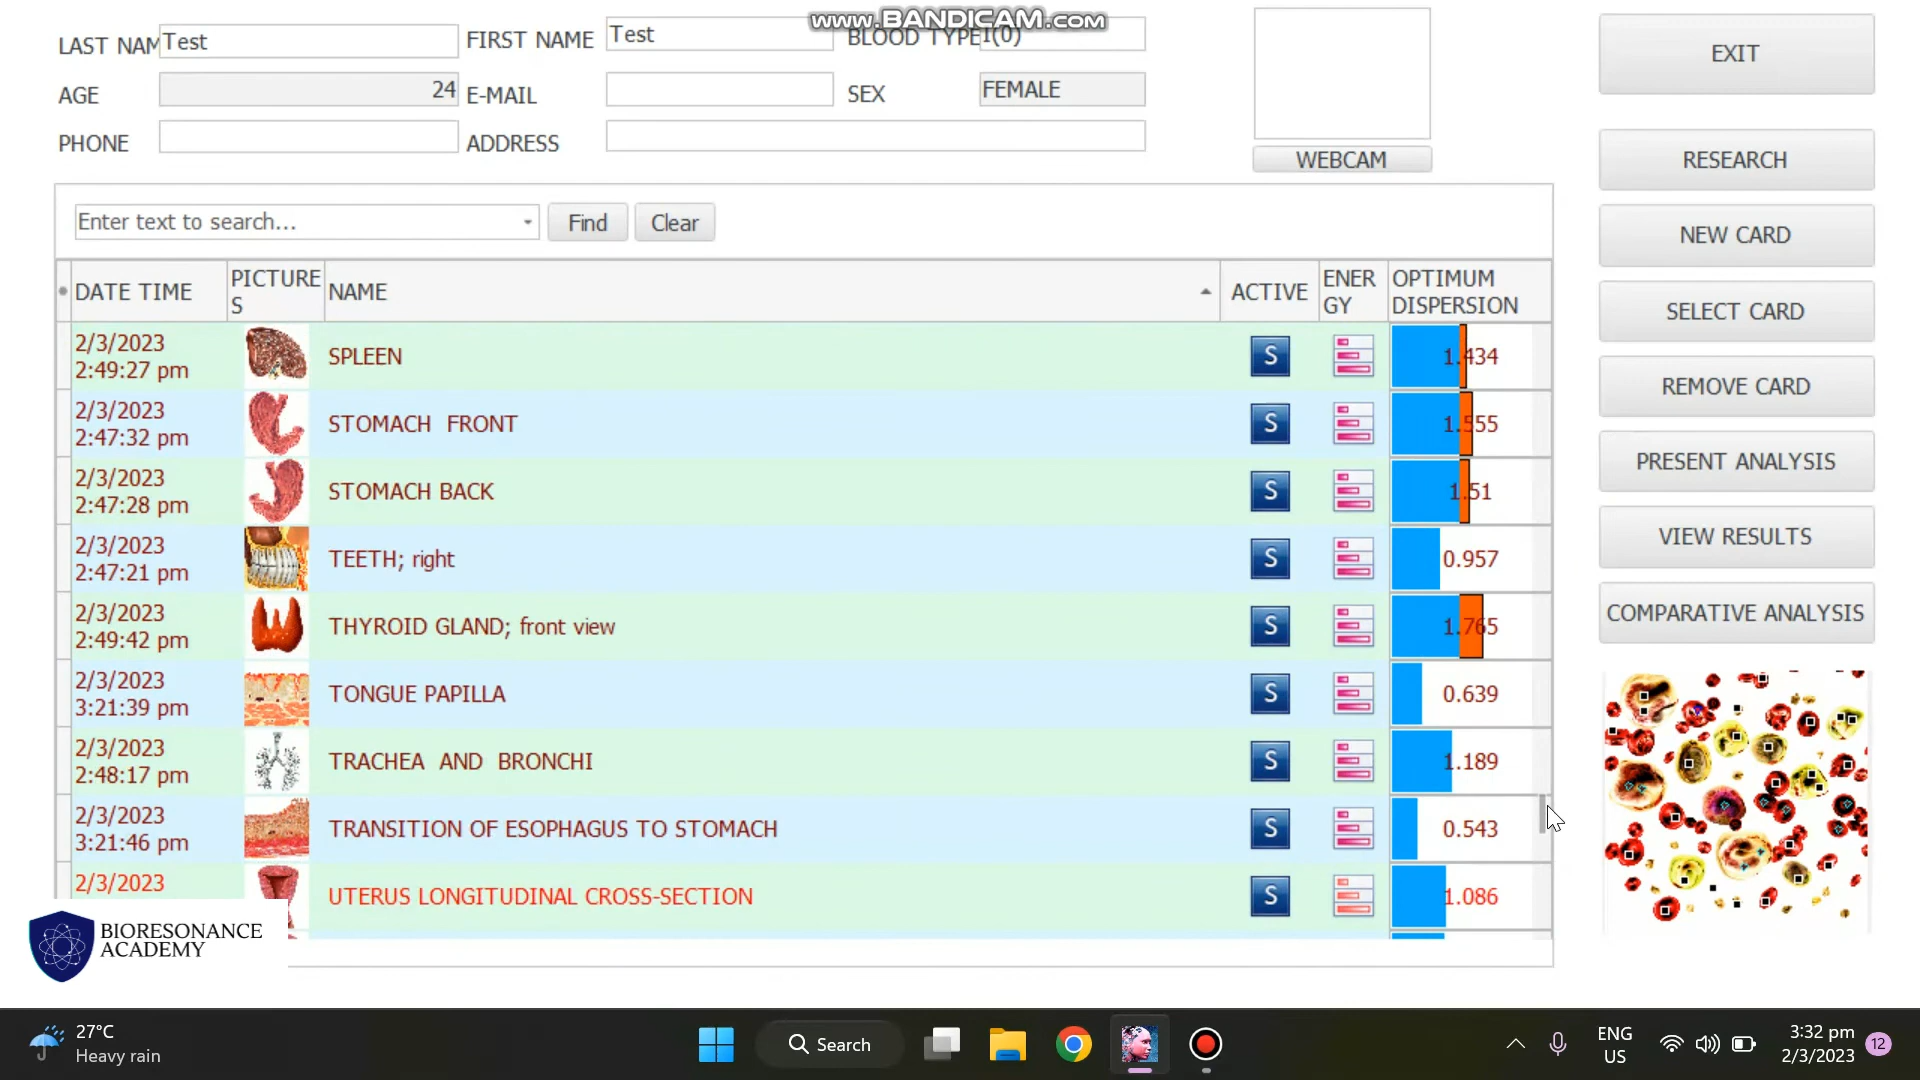 www.BANDICAM.com
LAST NAM Test FIRST NAME Test BLOOD TYPE I(0)
AGE 24 E-MAIL SEX FEMALE
PHONE ADDRESS
WEBCAM
EXIT
RESEARCH
NEW CARD
SELECT CARD
REMOVE CARD
PRESENT ANALYSIS
VIEW RESULTS
COMPARATIVE ANALYSIS
Enter text to search... Find Clear
DATE TIME PICTURE NAME ACTIVE ENER OPTIMUM
S GY DISPERSION
2/3/2023
2:49:27 pm SPLEEN S 1.434
2/3/2023
2:47:32 pm STOMACH FRONT S 1.555
2/3/2023
2:47:28 pm STOMACH BACK S 1.51
2/3/2023
2:47:21 pm TEETH; right S 0.957
2/3/2023
2:49:42 pm THYROID GLAND; front view S 1.765
2/3/2023
3:21:39 pm TONGUE PAPILLA S 0.639
2/3/2023
2:48:17 pm TRACHEA AND BRONCHI S 1.189
2/3/2023
3:21:46 pm TRANSITION OF ESOPHAGUS TO STOMACH S 0.543
2/3/2023
UTERUS LONGITUDINAL CROSS-SECTION S 1.086
BIORESONANCE
ACADEMY
27°C
Heavy rain
Search
ENG
US
3:32 pm
2/3/2023
12